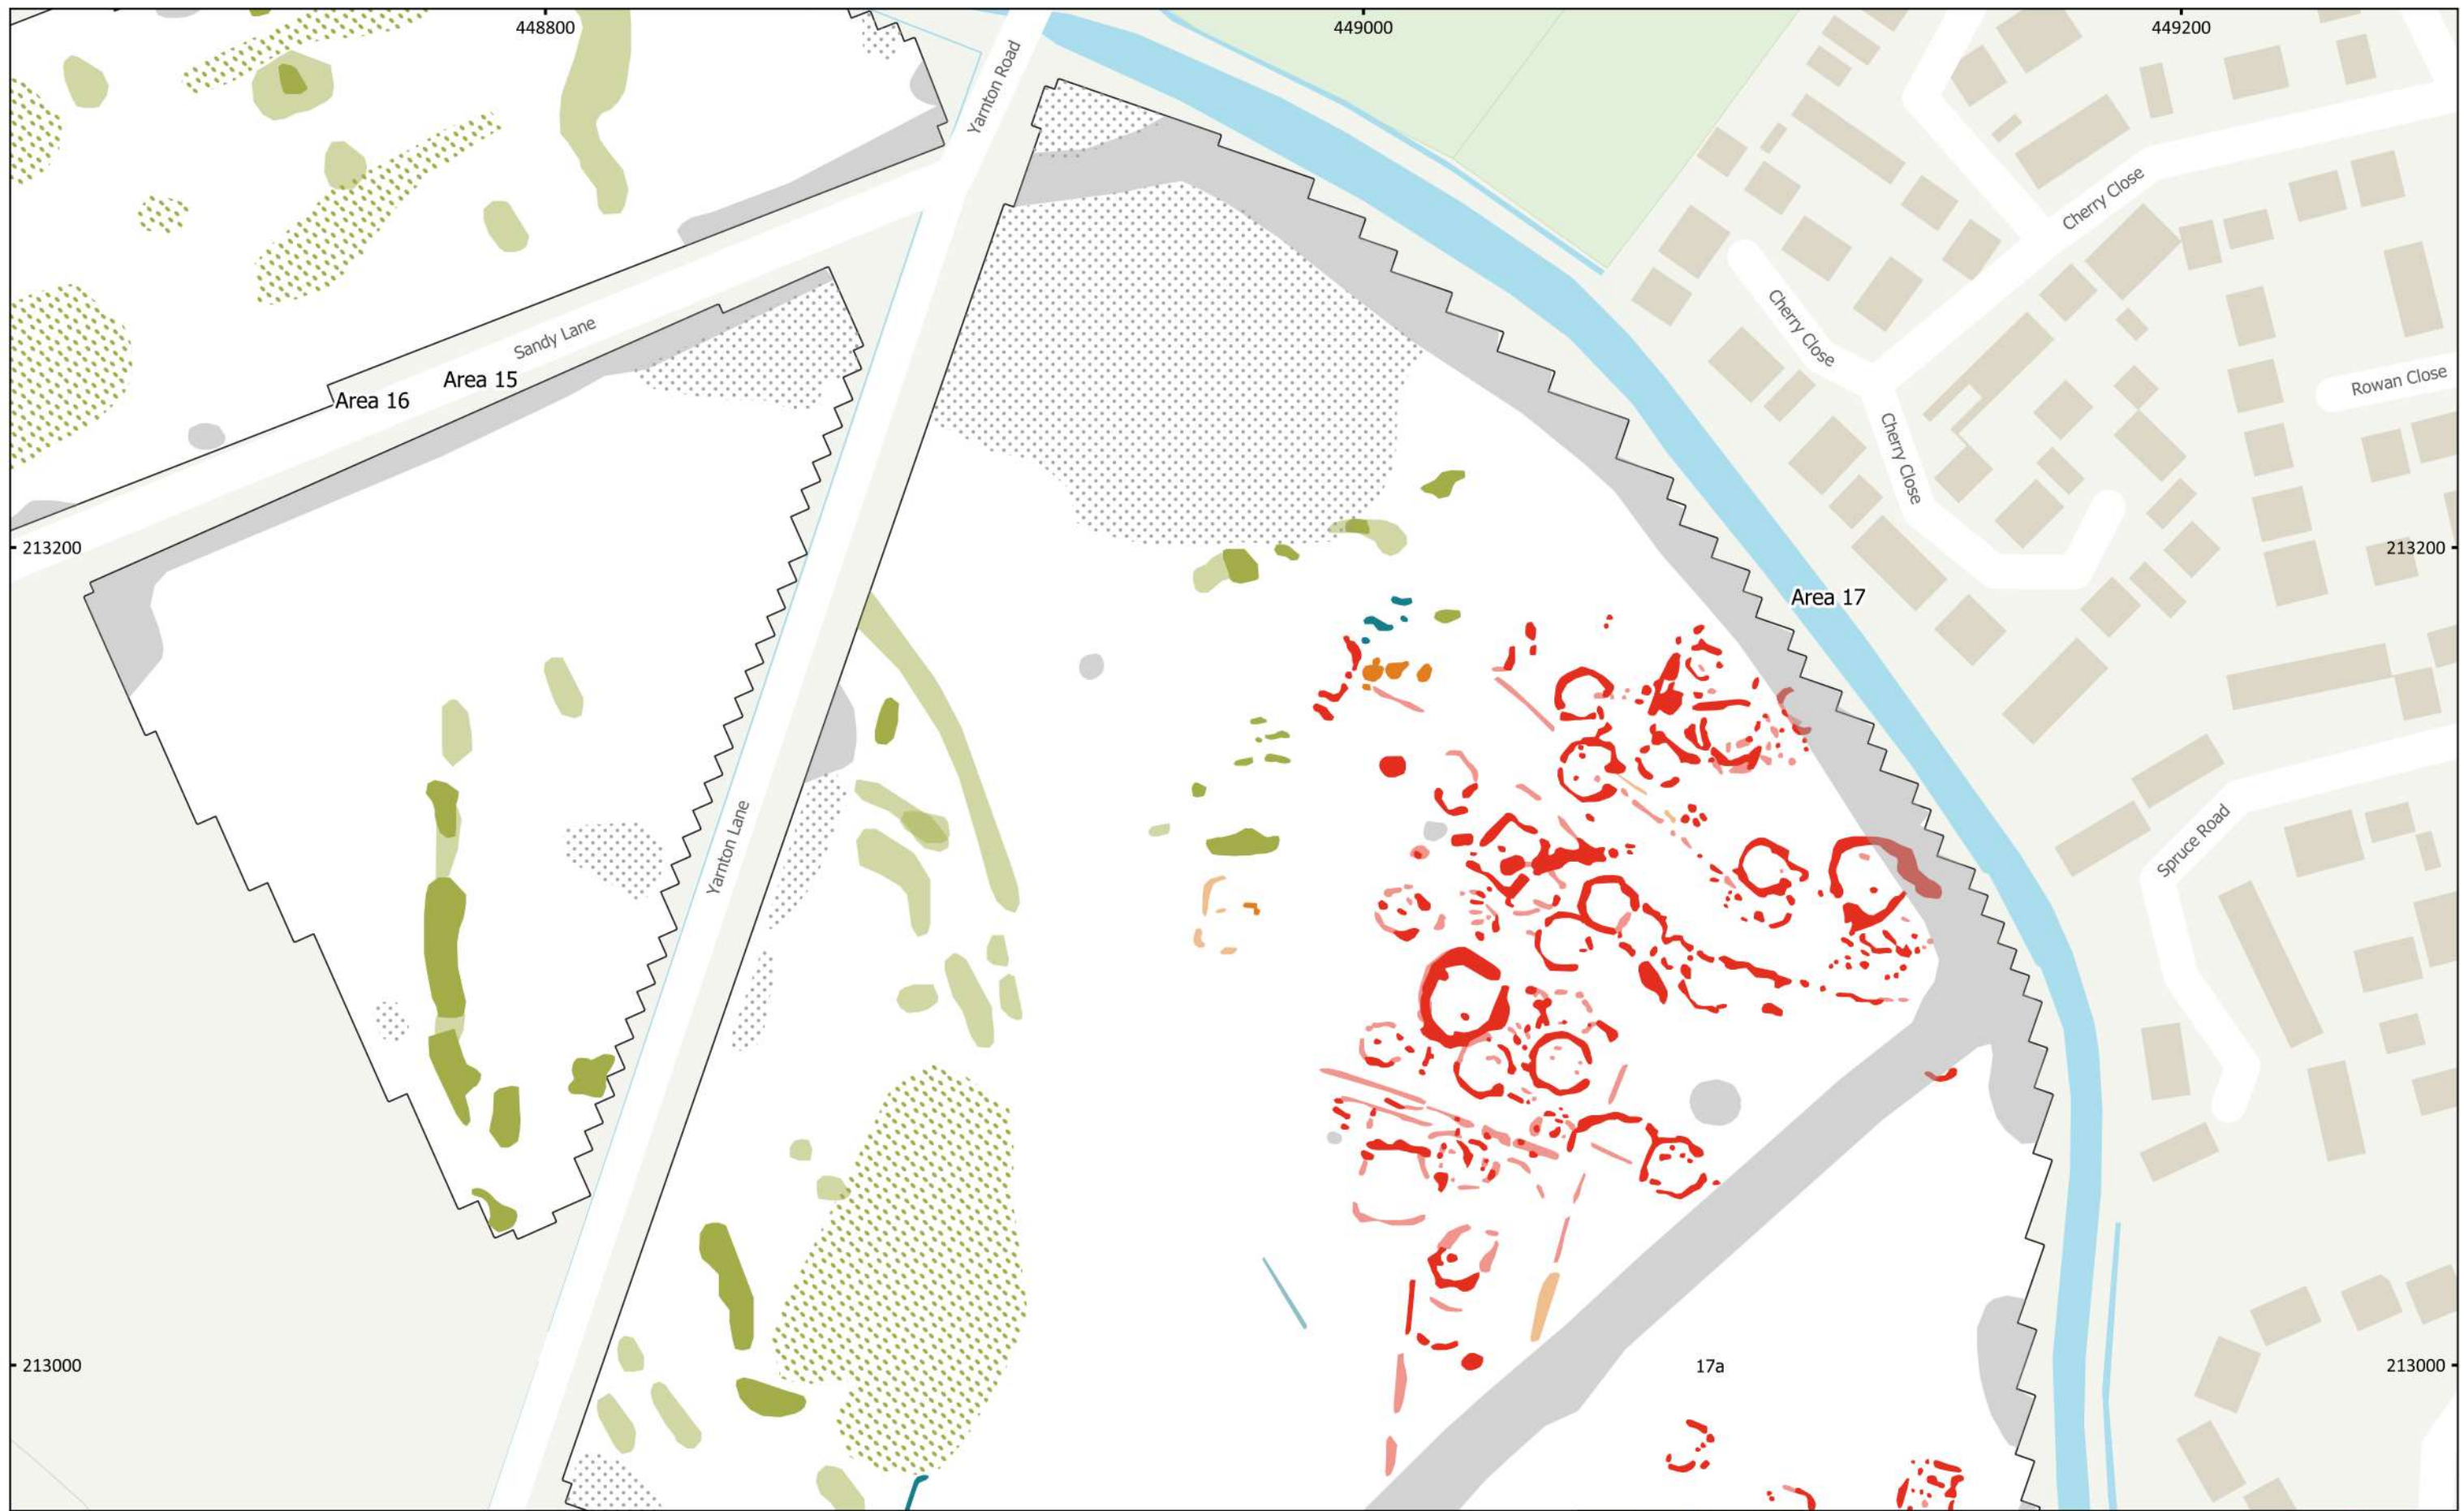 448800
449000
449200
Yarnton Road
Cherry Close
Cherry Close
Sandy Lane
Area 15
Area 16
Rowan Close
Cherry Close
213200
213200
Area 17
Yarnton Lane
Spruce Road
213000
17a
213000